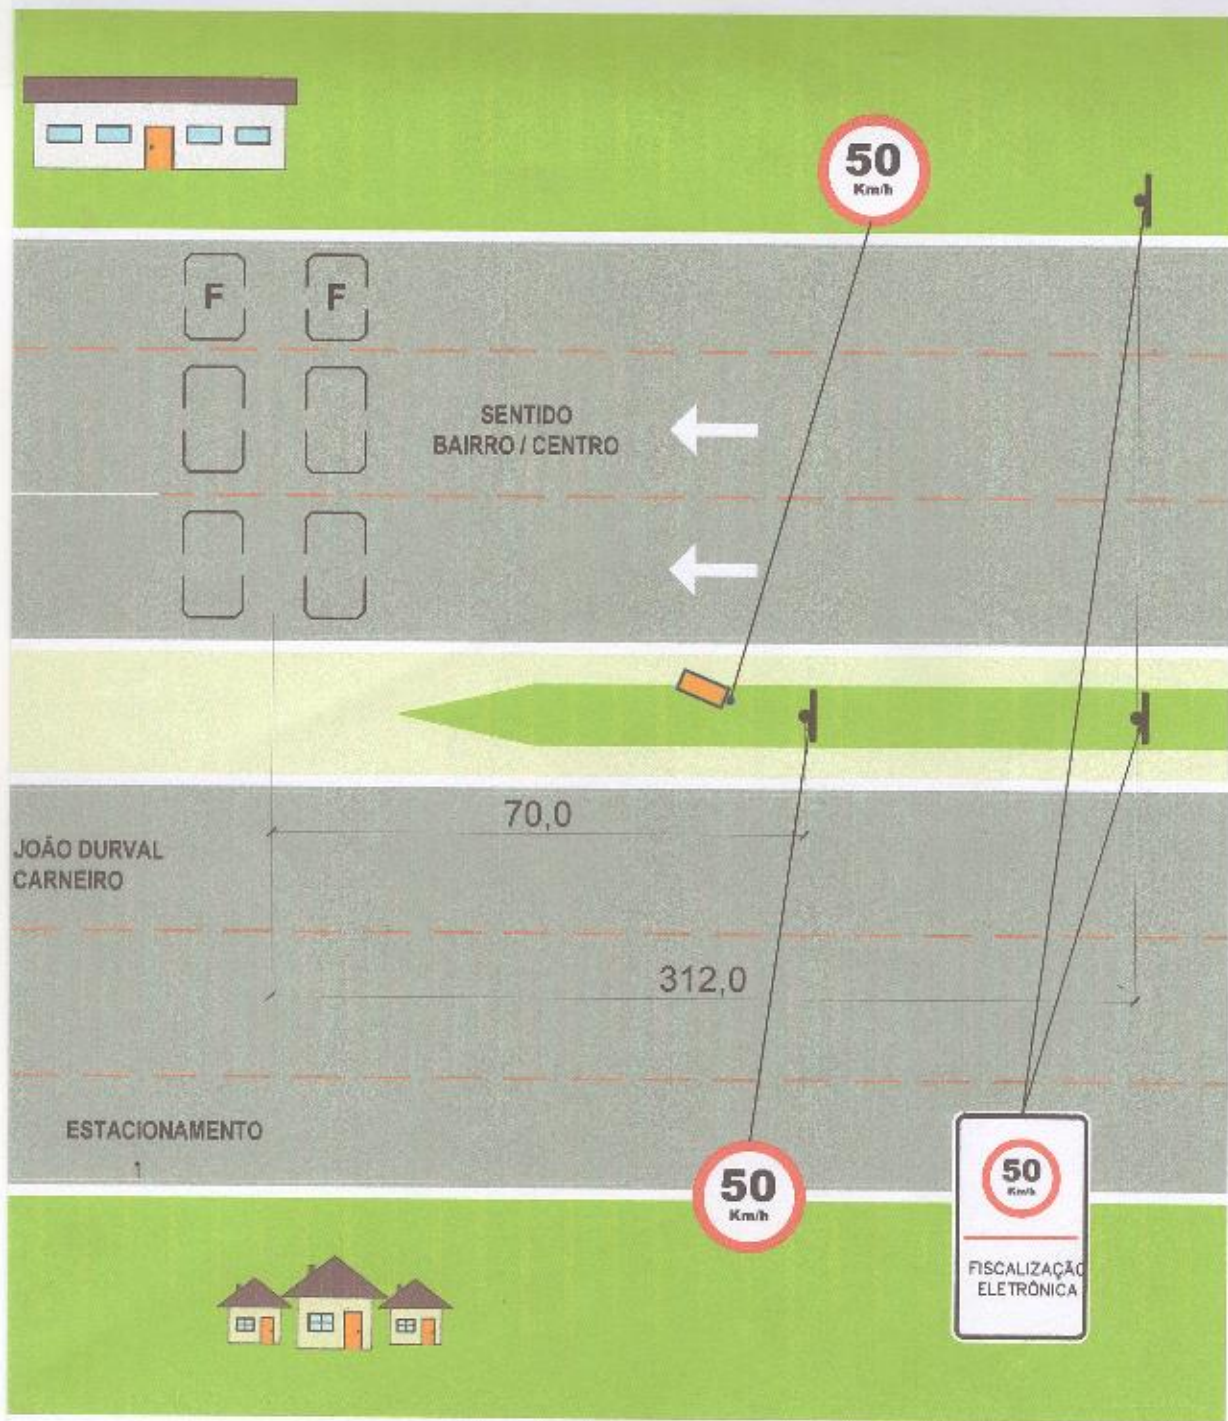 50
Km/h
F F
SENTIDO
BAIRRO / CENTRO
70,0
JOÃO DURVAL
CARNEIRO
312,0
ESTACIONAMENTO
1
50
Km/h
50
Km/h
FISCALIZAÇÃO
ELETRÔNICA